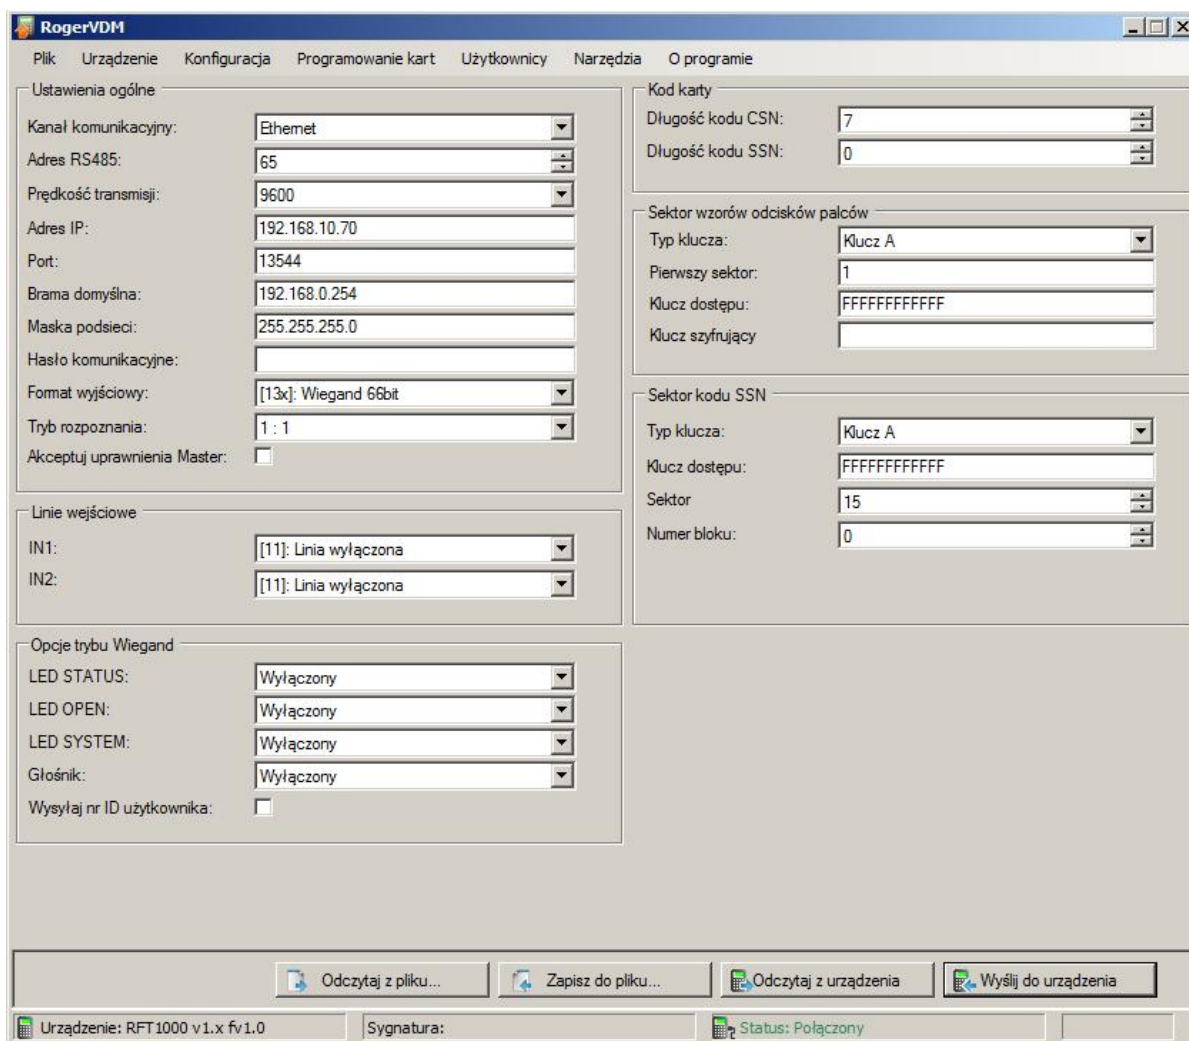 RogerVDM
Plik Urządzenie Konfiguracja Programowanie kart Użytkownicy Narzędzia O programie
Ustawienia ogólne
Kanał komunikacyjny: Ethernet
Adres RS485: 65
Prędkość transmisji: 9600
Adres IP: 192.168.10.70
Port: 13544
Brama domyślna: 192.168.0.254
Maska podsieci: 255.255.255.0
Hasło komunikacyjne:
Format wyjściowy: [13x]: Wiegand 66bit
Tryb rozpoznania: 1 : 1
Akceptuj uprawnienia Master:
Linie wejściowe
IN1: [11]: Linia wyłączona
IN2: [11]: Linia wyłączona
Opcje trybu Wiegand
LED STATUS: Wyłączony
LED OPEN: Wyłączony
LED SYSTEM: Wyłączony
Głośnik: Wyłączony
Wysyłaj nr ID użytkownika:
Kod karty
Długość kodu CSN: 7
Długość kodu SSN: 0
Sektor wzorów odcisków palców
Typ klucza: Klucz A
Pierwszy sektor: 1
Klucz dostępu: FFFFFFFFFFFF
Klucz szyfrujący
Sektor kodu SSN
Typ klucza: Klucz A
Klucz dostępu: FFFFFFFFFFFF
Sektor 15
Numer bloku: 0
Odczytaj z pliku... Zapisz do pliku... Odczytaj z urządzenia Wyślij do urządzenia
Urządzenie: RFT1000 v1.x fv1.0 Sygnatura: Status: Połączony